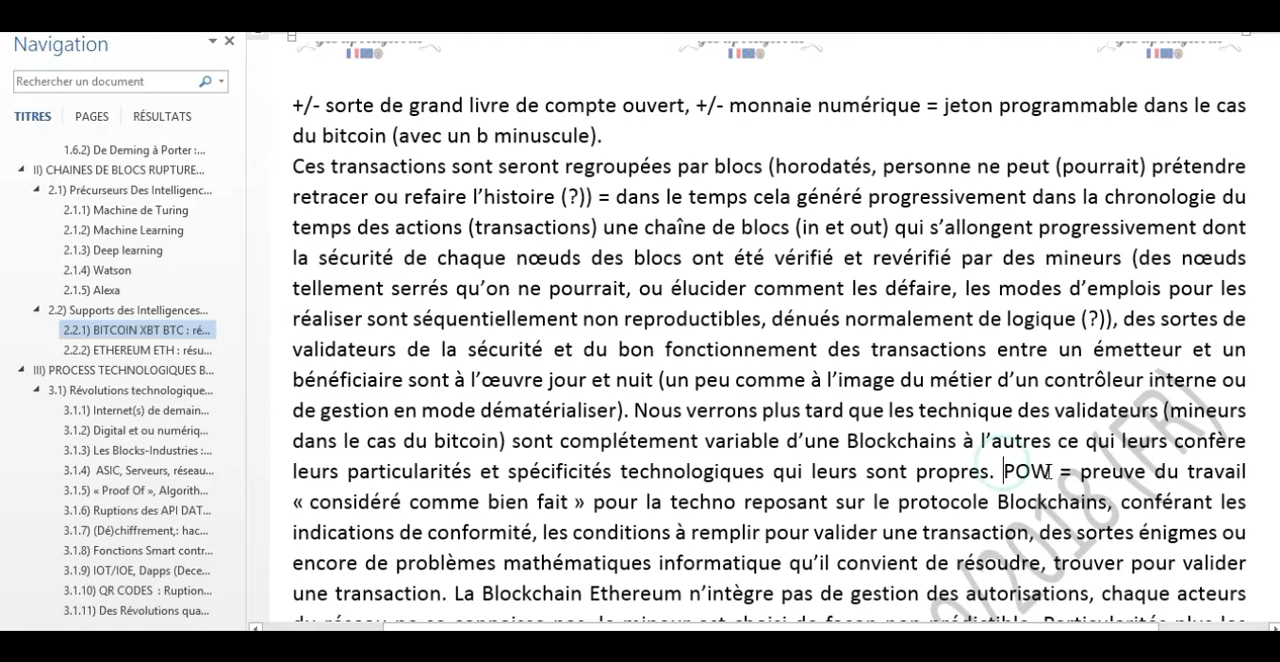 Navigation
Rechercher un document
TITRES PAGES RÉSULTATS
1.6.2) De Deming à Porter :...
II) CHAINES DE BLOCS RUPTURE...
2.1) Précurseurs Des Intelligenc...
2.1.1) Machine de Turing
2.1.2) Machine Learning
2.1.3) Deep learning
2.1.4) Watson
2.1.5) Alexa
2.2) Supports des Intelligences...
2.2.1) BITCOIN XBT BTC : ré...
2.2.2) ETHEREUM ETH : résu...
III) PROCESS TECHNOLOGIQUES B...
3.1) Révolutions technologique...
3.1.1) Internet(s) de demain...
3.1.2) Digital et ou numériq...
3.1.3) Les Blocks-Industries :...
3.1.4) ASIC, Serveurs, réseau...
3.1.5) « Proof Of », Algorith...
3.1.6) Ruptions des API DAT...
3.1.7) (Dé)chiffrement,: hac...
3.1.8) Fonctions Smart contr...
3.1.9) IOT/IOE, Dapps (Dece...
3.1.10) QR CODES : Ruption...
3.1.11) Des Révolutions qua...
+/- sorte de grand livre de compte ouvert, +/- monnaie numérique = jeton programmable dans le cas
du bitcoin (avec un b minuscule).
Ces transactions sont seront regroupées par blocs (horodatés, personne ne peut (pourrait) prétendre
retracer ou refaire l’histoire (?)) = dans le temps cela généré progressivement dans la chronologie du
temps des actions (transactions) une chaîne de blocs (in et out) qui s’allongent progressivement dont
la sécurité de chaque nœuds des blocs ont été vérifié et revérifié par des mineurs (des nœuds
tellement serrés qu’on ne pourrait, ou élucider comment les défaire, les modes d’emplois pour les
réaliser sont séquentiellement non reproductibles, dénués normalement de logique (?)), des sortes de
validateurs de la sécurité et du bon fonctionnement des transactions entre un émetteur et un
bénéficiaire sont à l’œuvre jour et nuit (un peu comme à l’image du métier d’un contrôleur interne ou
de gestion en mode dématérialiser). Nous verrons plus tard que les technique des validateurs (mineurs
dans le cas du bitcoin) sont complétement variable d’une Blockchains à l’autres ce qui leurs confère
leurs particularités et spécificités technologiques qui leurs sont propres. POW = preuve du travail
« considéré comme bien fait » pour la techno reposant sur le protocole Blockchains, conférant les
indications de conformité, les conditions à remplir pour valider une transaction, des sortes énigmes ou
encore de problèmes mathématiques informatique qu’il convient de résoudre, trouver pour valider
une transaction. La Blockchain Ethereum n’intègre pas de gestion des autorisations, chaque acteurs
/2018 (FR)